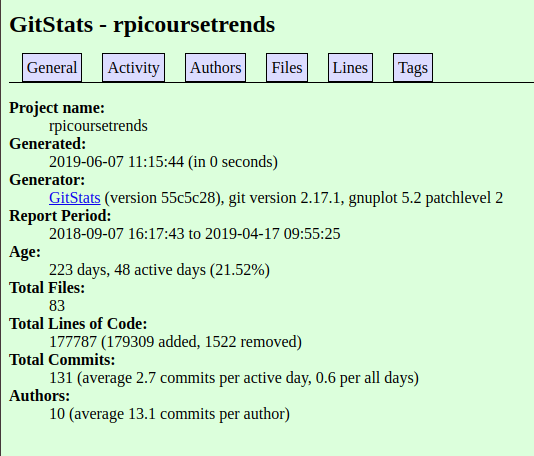 GitStats - rpicoursetrends
General Activity Authors Files Lines Tags
Project name:
rpicoursetrends
Generated:
2019-06-07 11:15:44 (in 0 seconds)
Generator:
GitStats (version 55c5c28), git version 2.17.1, gnuplot 5.2 patchlevel 2
Report Period:
2018-09-07 16:17:43 to 2019-04-17 09:55:25
Age:
223 days, 48 active days (21.52%)
Total Files:
83
Total Lines of Code:
177787 (179309 added, 1522 removed)
Total Commits:
131 (average 2.7 commits per active day, 0.6 per all days)
Authors:
10 (average 13.1 commits per author)